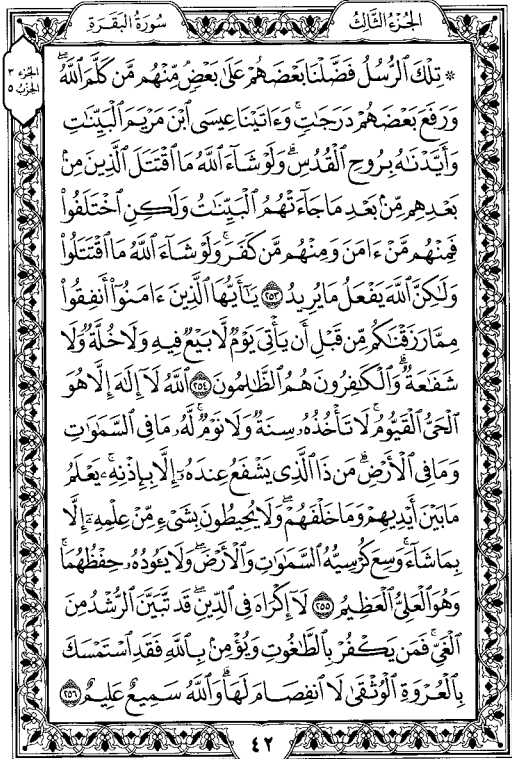 الجُزءُ الثَّالِثُ
سُورَةُ البَقَرَةِ
الجزء ٣
الحزب ٥
۞ تِلْكَ ٱلرُّسُلُ فَضَّلْنَا بَعْضَهُمْ عَلَىٰ بَعْضٍ مِّنْهُم مَّن كَلَّمَ ٱللَّهُ ۖ
وَرَفَعَ بَعْضَهُمْ دَرَجَٰتٍ ۚ وَءَاتَيْنَا عِيسَى ٱبْنَ مَرْيَمَ ٱلْبَيِّنَٰتِ
وَأَيَّدْنَٰهُ بِرُوحِ ٱلْقُدُسِ ۗ وَلَوْ شَآءَ ٱللَّهُ مَا ٱقْتَتَلَ ٱلَّذِينَ مِنۢ
بَعْدِهِم مِّنۢ بَعْدِ مَا جَآءَتْهُمُ ٱلْبَيِّنَٰتُ وَلَٰكِنِ ٱخْتَلَفُوا۟
فَمِنْهُم مَّنْ ءَامَنَ وَمِنْهُم مَّن كَفَرَ ۚ وَلَوْ شَآءَ ٱللَّهُ مَا ٱقْتَتَلُوا۟
وَلَٰكِنَّ ٱللَّهَ يَفْعَلُ مَا يُرِيدُ ٢٥٣ يَٰٓأَيُّهَا ٱلَّذِينَ ءَامَنُوٓا۟ أَنفِقُوا۟
مِمَّا رَزَقْنَٰكُم مِّن قَبْلِ أَن يَأْتِىَ يَوْمٌ لَّا بَيْعٌ فِيهِ وَلَا خُلَّةٌ وَلَا
شَفَٰعَةٌ ۗ وَٱلْكَٰفِرُونَ هُمُ ٱلظَّٰلِمُونَ ٢٥٤ ٱللَّهُ لَآ إِلَٰهَ إِلَّا هُوَ
ٱلْحَىُّ ٱلْقَيُّومُ ۚ لَا تَأْخُذُهُۥ سِنَةٌ وَلَا نَوْمٌ ۚ لَّهُۥ مَا فِى ٱلسَّمَٰوَٰتِ
وَمَا فِى ٱلْأَرْضِ ۗ مَن ذَا ٱلَّذِى يَشْفَعُ عِندَهُۥٓ إِلَّا بِإِذْنِهِۦ ۚ يَعْلَمُ
مَا بَيْنَ أَيْدِيهِمْ وَمَا خَلْفَهُمْ ۖ وَلَا يُحِيطُونَ بِشَىْءٍ مِّنْ عِلْمِهِۦٓ إِلَّا
بِمَا شَآءَ ۚ وَسِعَ كُرْسِيُّهُ ٱلسَّمَٰوَٰتِ وَٱلْأَرْضَ ۖ وَلَا يَـُٔودُهُۥ حِفْظُهُمَا ۚ
وَهُوَ ٱلْعَلِىُّ ٱلْعَظِيمُ ٢٥٥ لَآ إِكْرَاهَ فِى ٱلدِّينِ ۖ قَد تَّبَيَّنَ ٱلرُّشْدُ مِنَ
ٱلْغَىِّ ۚ فَمَن يَكْفُرْ بِٱلطَّٰغُوتِ وَيُؤْمِنۢ بِٱللَّهِ فَقَدِ ٱسْتَمْسَكَ
بِٱلْعُرْوَةِ ٱلْوُثْقَىٰ لَا ٱنفِصَامَ لَهَا ۗ وَٱللَّهُ سَمِيعٌ عَلِيمٌ ٢٥٦
٤٢